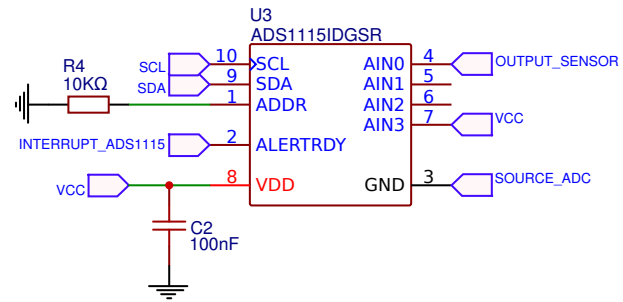 U3
ADS1115IDGSR
SCL 10 SCL AIN0 4 OUTPUT_SENSOR
SDA 9 SDA AIN1 5
R4
10KΩ
1 ADDR AIN2 6
AIN3 7 VCC
INTERRUPT_ADS1115 2 ALERTRDY
VCC 8 VDD GND 3 SOURCE_ADC
C2
100nF